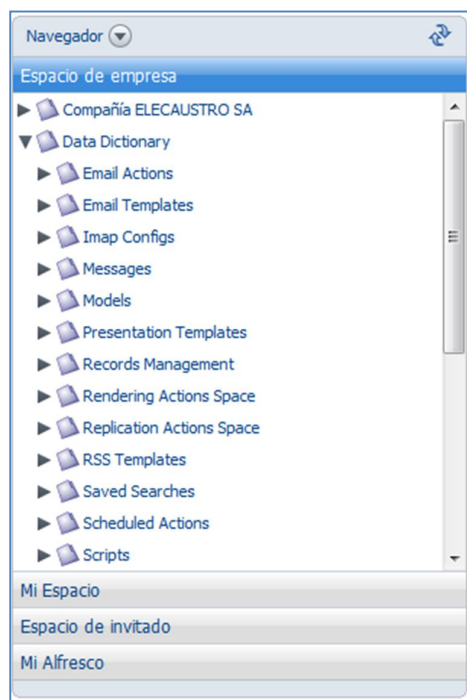 Navegador
Espacio de empresa
Compañía ELECAUSTRO SA
Data Dictionary
Email Actions
Email Templates
Imap Configs
Messages
Models
Presentation Templates
Records Management
Rendering Actions Space
Replication Actions Space
RSS Templates
Saved Searches
Scheduled Actions
Scripts
Mi Espacio
Espacio de invitado
Mi Alfresco